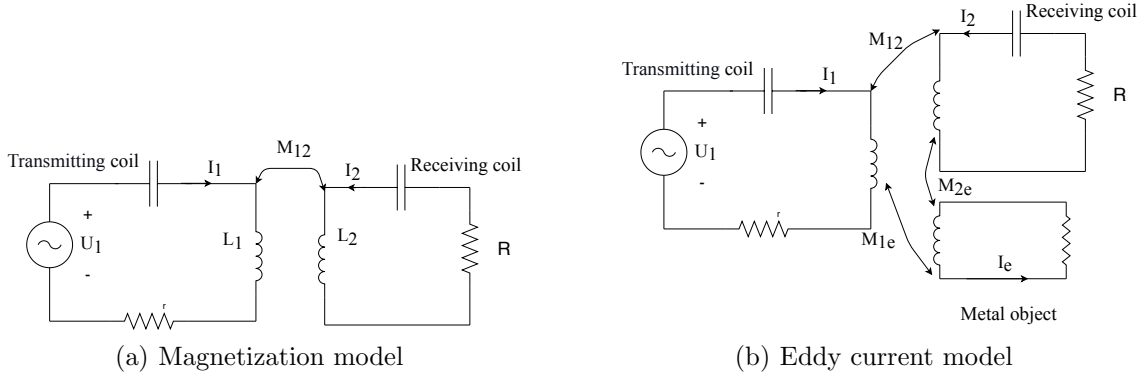 Transmitting coil
I1
M12
I2
Receiving coil
+
U1
-
L1
L2
R
r
(a) Magnetization model
Transmitting coil
I1
M12
I2
Receiving coil
+
U1
-
R
r
M1e
M2e
Ie
Metal object
(b) Eddy current model